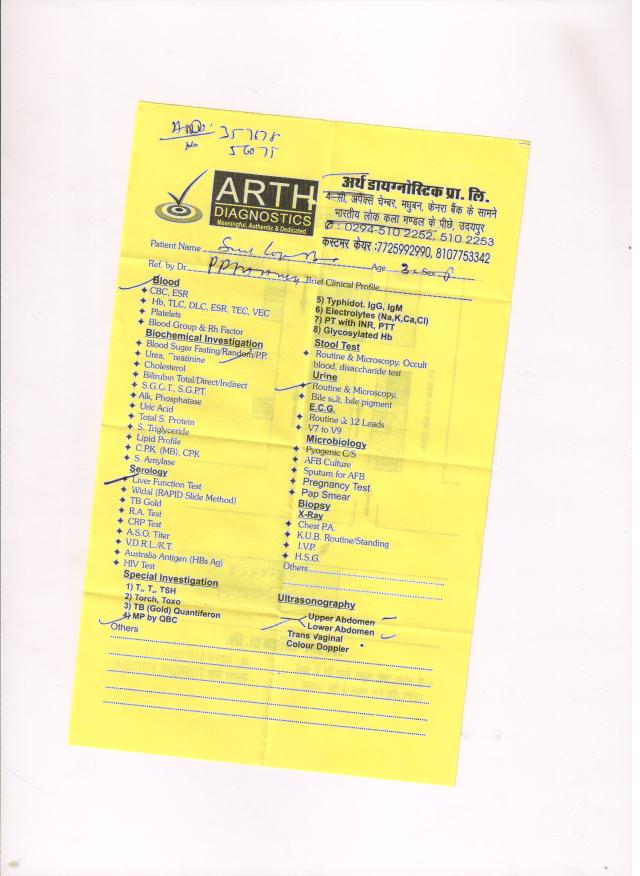 357678
56075
ARTH
DIAGNOSTICS
Meaningful, Authentic & Dedicated
अर्थ डायग्नोस्टिक प्रा. लि.
4-सी, अपेक्स चेम्बर, मधुबन, केनरा बैंक के सामने
भारतीय लोक कला मण्डल के पीछे, उदयपुर
✆ : 0294-510 2252, 510 2253
कस्टमर केयर :7725992990, 8107753342
Patient Name Age Sex
Ref. by Dr. Brief Clinical Profile
Blood
CBC, ESR
Hb, TLC, DLC, ESR, TEC, VEC
Platelets
Blood Group & Rh Factor
Biochemical Investigation
Blood Sugar Fasting/Random/P.P.
Urea, Creatinine
Cholesterol
Bilirubin Total/Direct/Indirect
S.G.O.T., S.G.P.T.
Alk, Phosphatase
Uric Acid
Total S. Protein
S. Triglyceride
Lipid Profile
C.P.K. (MB), CPK
S. Amylase
Serology
Liver Function Test
Widal (RAPID Slide Method)
TB Gold
R.A. Test
CRP Test
A.S.O. Titer
V.D.R.L./K.T.
Australia Antigen (HBs Ag)
HIV Test
Special Investigation
1) T₃, T₄, TSH
2) Torch, Toxo
3) TB (Gold) Quantiferon
4) MP by QBC
Others
5) Typhidot. IgG, IgM
6) Electrolytes (Na,K,Ca,Cl)
7) PT with INR, PTT
8) Glycosylated Hb
Stool Test
Routine & Microscopy. Occult
blood, disaccharide test
Urine
Routine & Microscopy,
Bile salt, bile pigment
E.C.G.
Routine & 12 Leads
V7 to V9
Microbiology
Pyogenic C/S
AFB Culture
Sputum for AFB
Pregnancy Test
Pap Smear
Biopsy
X-Ray
Chest P.A.
K.U.B. Routine/Standing
I.V.P.
H.S.G.
Others
Ultrasonography
Upper Abdomen
Lower Abdomen
Trans Vaginal
Colour Doppler